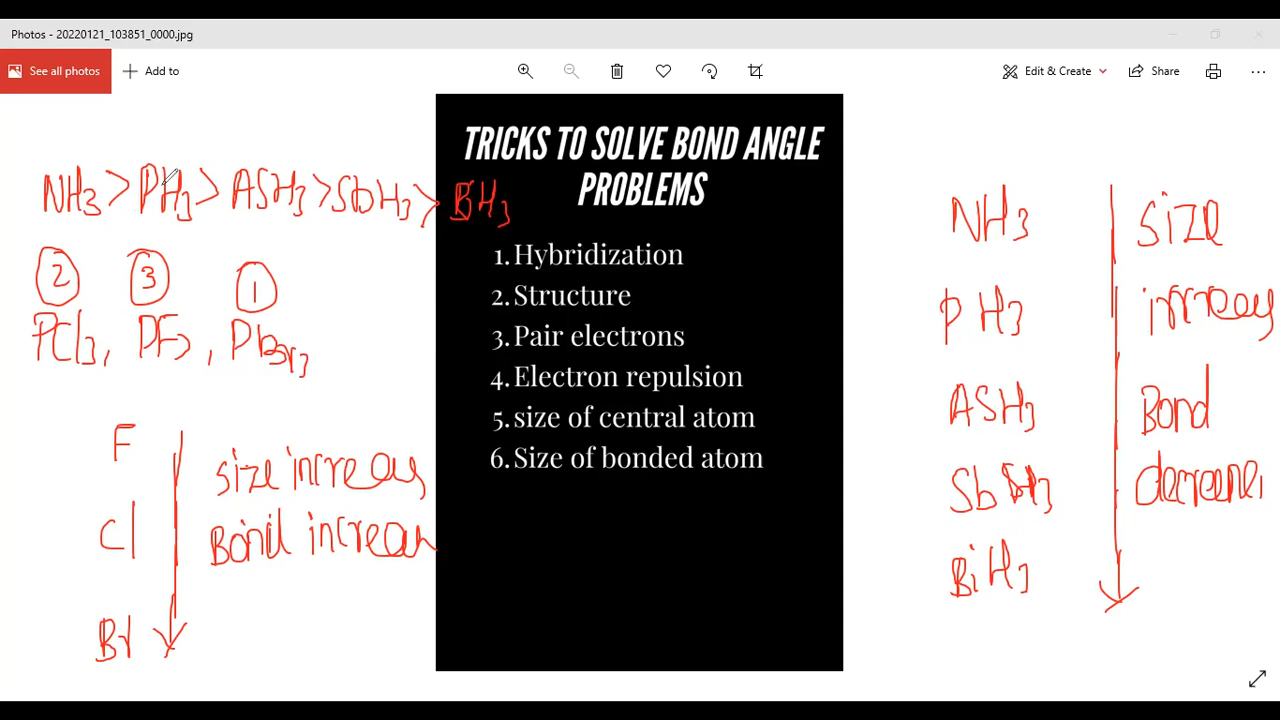 Photos - 20220121_103851_0000.jpg
See all photos
Add to
Edit & Create
Share
TRICKS TO SOLVE BOND ANGLE
PROBLEMS
1. Hybridization
2. Structure
3. Pair electrons
4. Electron repulsion
5. size of central atom
6. Size of bonded atom
NH3 > PH3 > ASH3 > SbH3 > BH3
2 3 1
PCl3, PF3, PBr3
F
Cl
Br
Size increas
Bond increas
NH3
PH3
ASH3
SbH3
BiH3
SIZE
increas
Bond
decreases